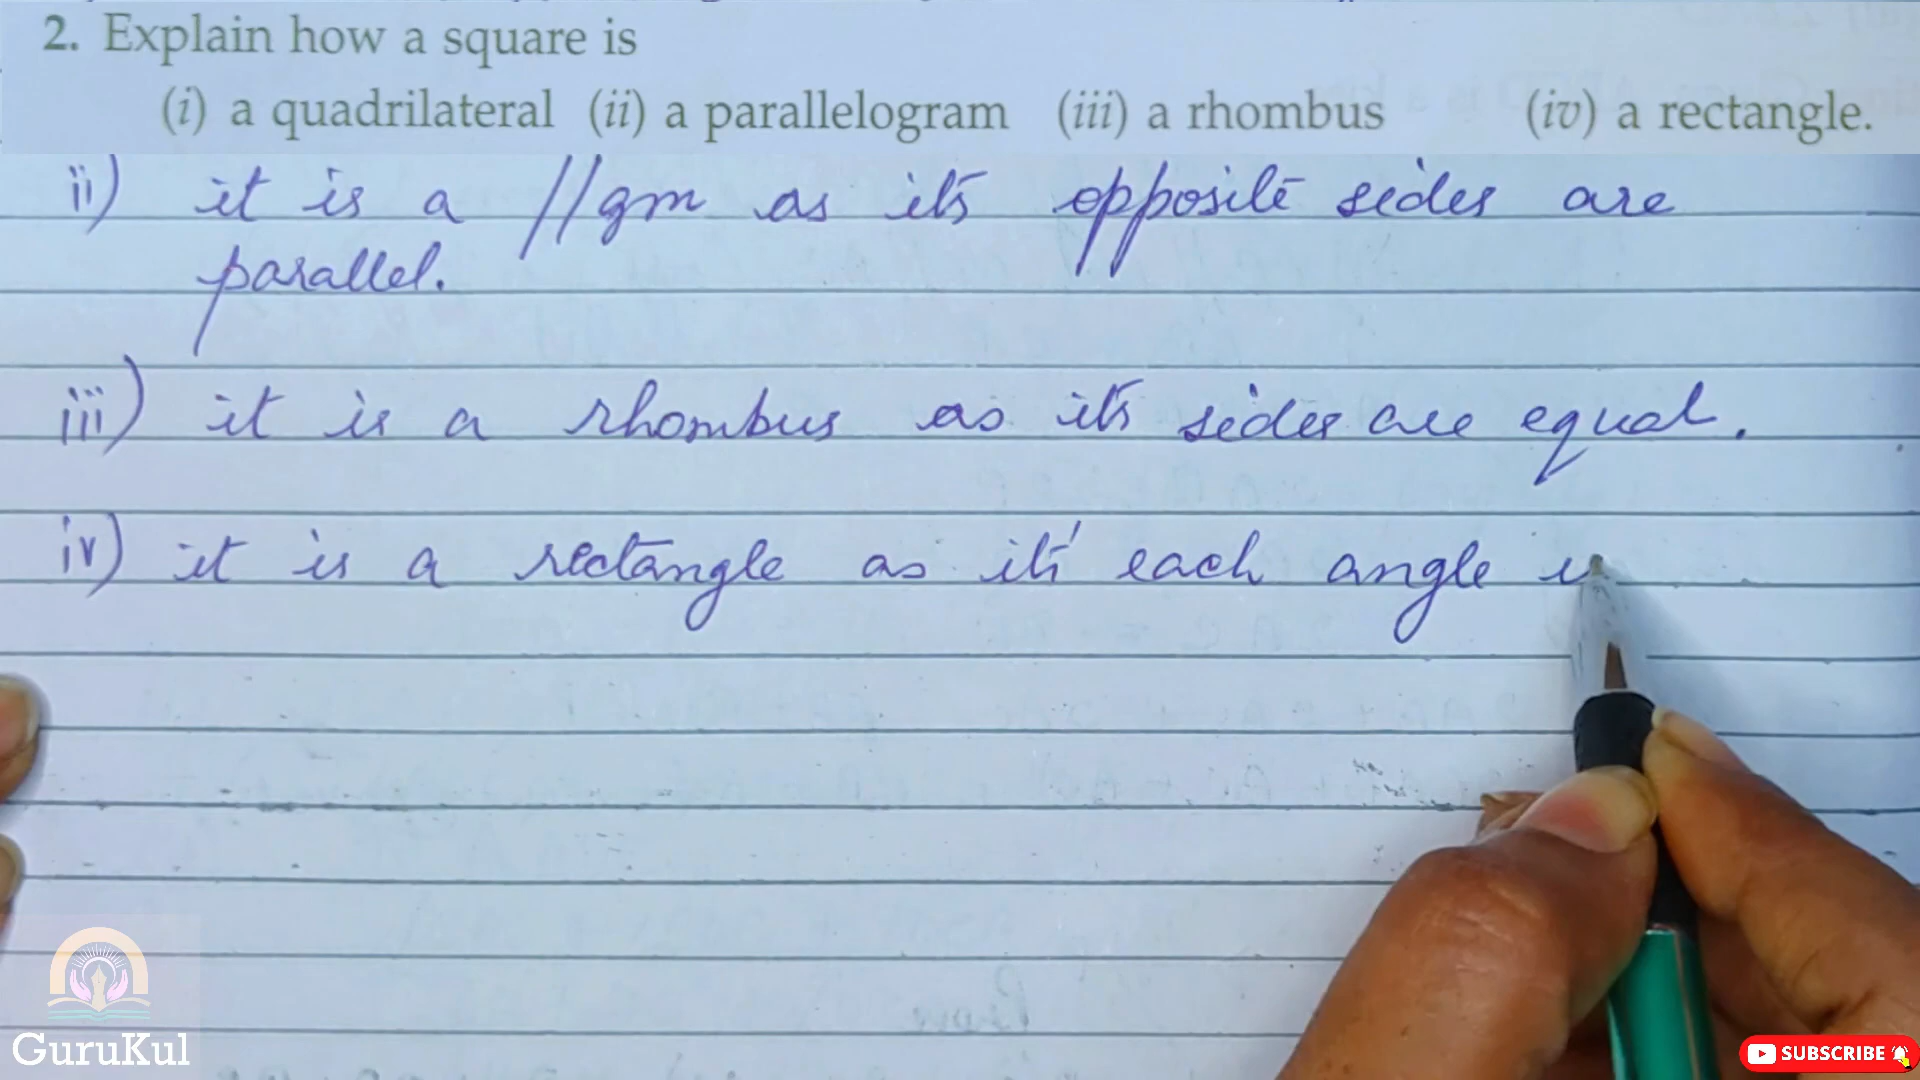 2. Explain how a square is
(i) a quadrilateral (ii) a parallelogram (iii) a rhombus (iv) a rectangle.
ii) it is a //gm as its opposite sides are
parallel.
iii) it is a rhombus as its sides are equal.
iv) it is a rectangle as its' each angle is
GuruKul
SUBSCRIBE